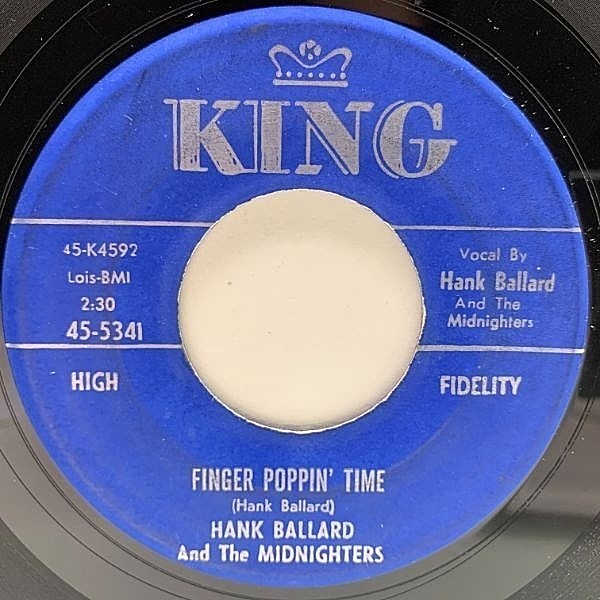 KING
45-K4592
Lois-BMI
2:30
45-5341
Vocal By
Hank Ballard
And The
Midnighters
HIGH
FIDELITY
FINGER POPPIN' TIME
(Hank Ballard)
HANK BALLARD
And The MIDNIGHTERS